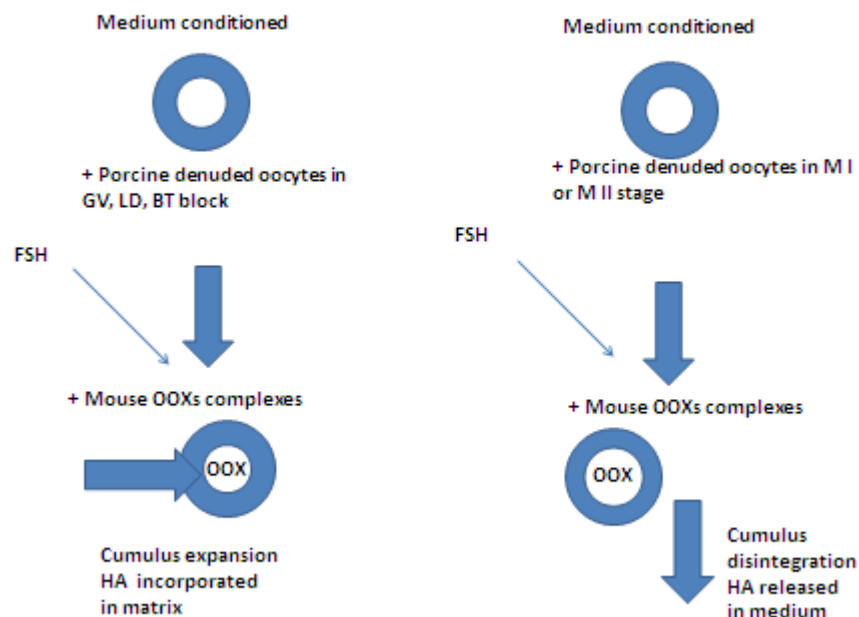 Medium conditioned
+ Porcine denuded oocytes in
GV, LD, BT block
FSH
+ Mouse OOXs complexes
OOX
Cumulus expansion
HA incorporated
in matrix
Medium conditioned
+ Porcine denuded oocytes in M I
or M II stage
FSH
+ Mouse OOXs complexes
OOX
Cumulus
disintegration
HA released
in medium